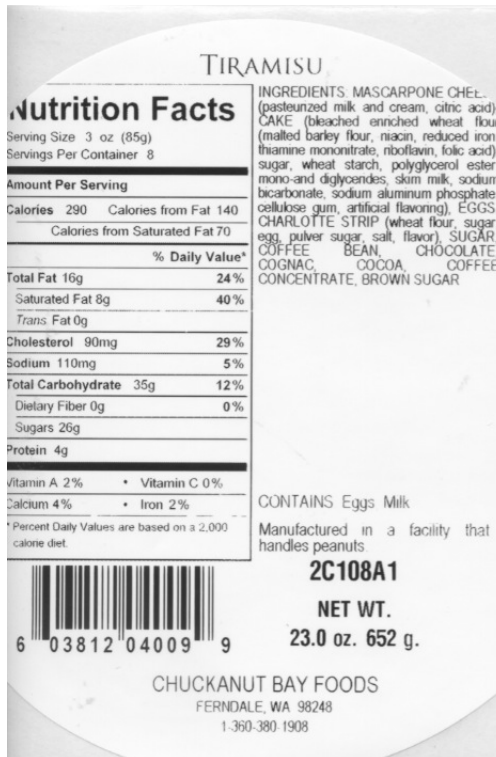 TIRAMISU
Nutrition Facts
Serving Size 3 oz (85g)
Servings Per Container 8
Amount Per Serving
Calories 290 Calories from Fat 140
Calories from Saturated Fat 70
% Daily Value*
Total Fat 16g 24%
Saturated Fat 8g 40%
Trans Fat 0g
Cholesterol 90mg 29%
Sodium 110mg 5%
Total Carbohydrate 35g 12%
Dietary Fiber 0g 0%
Sugars 26g
Protein 4g
Vitamin A 2% • Vitamin C 0%
Calcium 4% • Iron 2%
* Percent Daily Values are based on a 2,000
calorie diet.
INGREDIENTS: MASCARPONE CHEE
(pasteurized milk and cream, citric acid)
CAKE (bleached enriched wheat flou
(malted barley flour, niacin, reduced iron
thiamine mononitrate, riboflavin, folic acid)
sugar, wheat starch, polyglycerol ester
mono-and diglycerides, skim milk, sodium
bicarbonate, sodium aluminum phosphate
cellulose gum, artificial flavoring), EGGS
CHARLOTTE STRIP (wheat flour, sugar
egg, pulver sugar, salt, flavor), SUGAR
COFFEE BEAN, CHOCOLATE
COGNAC, COCOA, COFFEE
CONCENTRATE, BROWN SUGAR
CONTAINS Eggs Milk
Manufactured in a facility that
handles peanuts.
2C108A1
NET WT.
23.0 oz. 652 g.
6 03812 04009 9
CHUCKANUT BAY FOODS
FERNDALE, WA 98248
1-360-380-1908